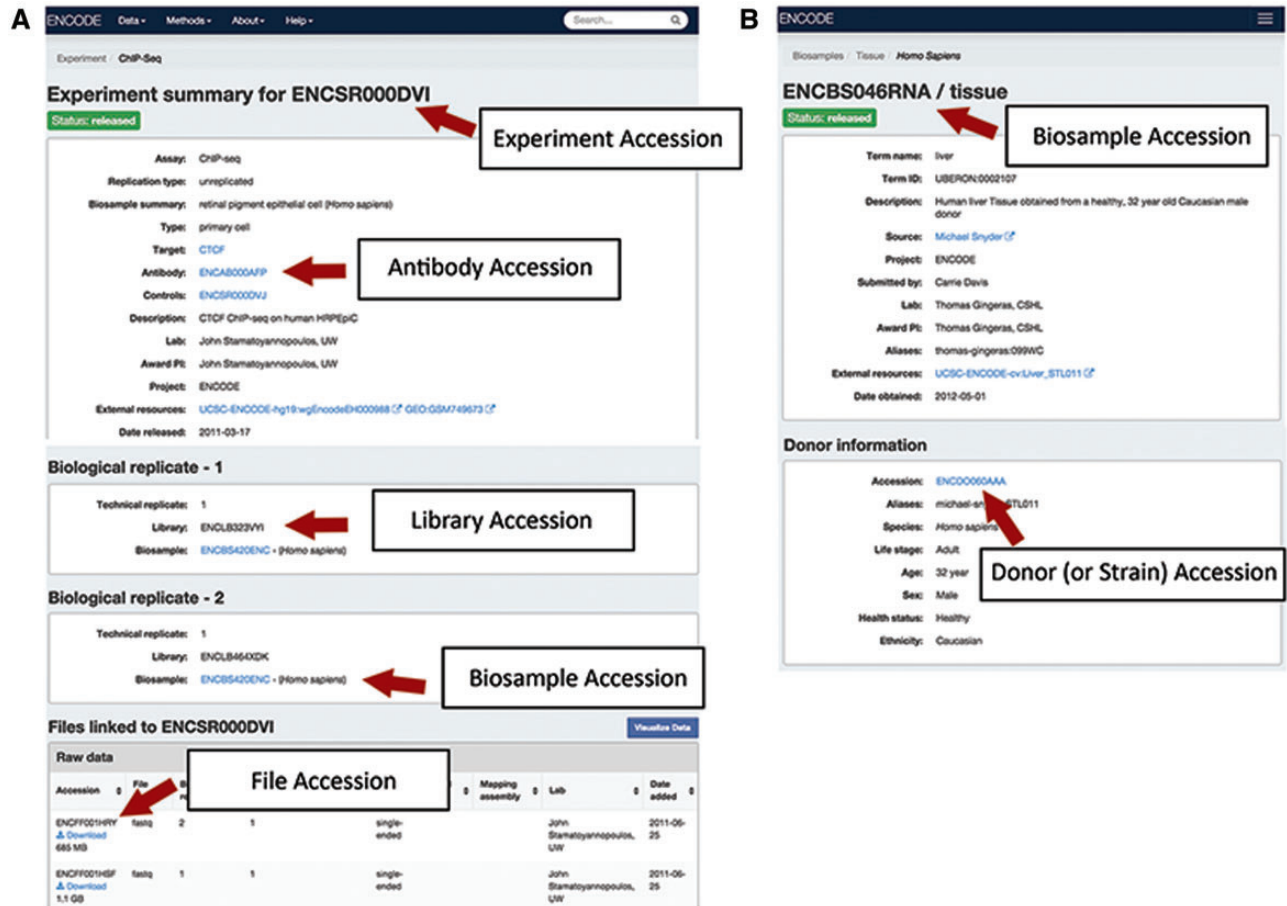 A
ENCODE Data Methods About Help Search...
Experiment / ChIP-Seq
Experiment summary for ENCSR000DVI
Status: released
Experiment Accession
Assay: ChIP-seq
Replication type: unreplicated
Biosample summary: retinal pigment epithelial cell (Homo sapiens)
Type: primary cell
Target: CTCF
Antibody: ENCAB000AFP
Antibody Accession
Controls: ENCSR000DVJ
Description: CTCF ChIP-seq on human HRPEpiC
Lab: John Stamatoyannopoulos, UW
Award PI: John Stamatoyannopoulos, UW
Project: ENCODE
External resources: UCSC-ENCODE-hg19:wgEncodeEH000988 GEO:GSM749673
Date released: 2011-03-17
Biological replicate - 1
Technical replicate: 1
Library: ENCLB323VYI
Library Accession
Biosample: ENCBS420ENC - (Homo sapiens)
Biological replicate - 2
Technical replicate: 1
Library: ENCLB464XDK
Biosample: ENCBS420ENC - (Homo sapiens)
Biosample Accession
Files linked to ENCSR000DVI
Visualize Data
Raw data
File Accession
Accession File Mapping assembly Lab Date added
ENCFF001HRY fastq 2 1 single-ended John Stamatoyannopoulos, UW 2011-06-25
Download
685 MB
ENCFF001HSF fastq 1 1 single-ended John Stamatoyannopoulos, UW 2011-06-25
Download
1.1 GB
B
ENCODE
Biosamples / Tissue / Homo Sapiens
ENCBS046RNA / tissue
Status: released
Biosample Accession
Term name: liver
Term ID: UBERON:0002107
Description: Human liver Tissue obtained from a healthy, 32 year old Caucasian male
donor
Source: Michael Snyder
Project: ENCODE
Submitted by: Carrie Davis
Lab: Thomas Gingeras, CSHL
Award PI: Thomas Gingeras, CSHL
Aliases: thomas-gingeras:099WC
External resources: UCSC-ENCODE-cv:Liver_STL011
Date obtained: 2012-05-01
Donor information
Accession: ENCDO060AAA
Aliases: STL011
Species: Homo sapiens
Life stage: Adult
Donor (or Strain) Accession
Age: 32 year
Sex: Male
Health status: Healthy
Ethnicity: Caucasian